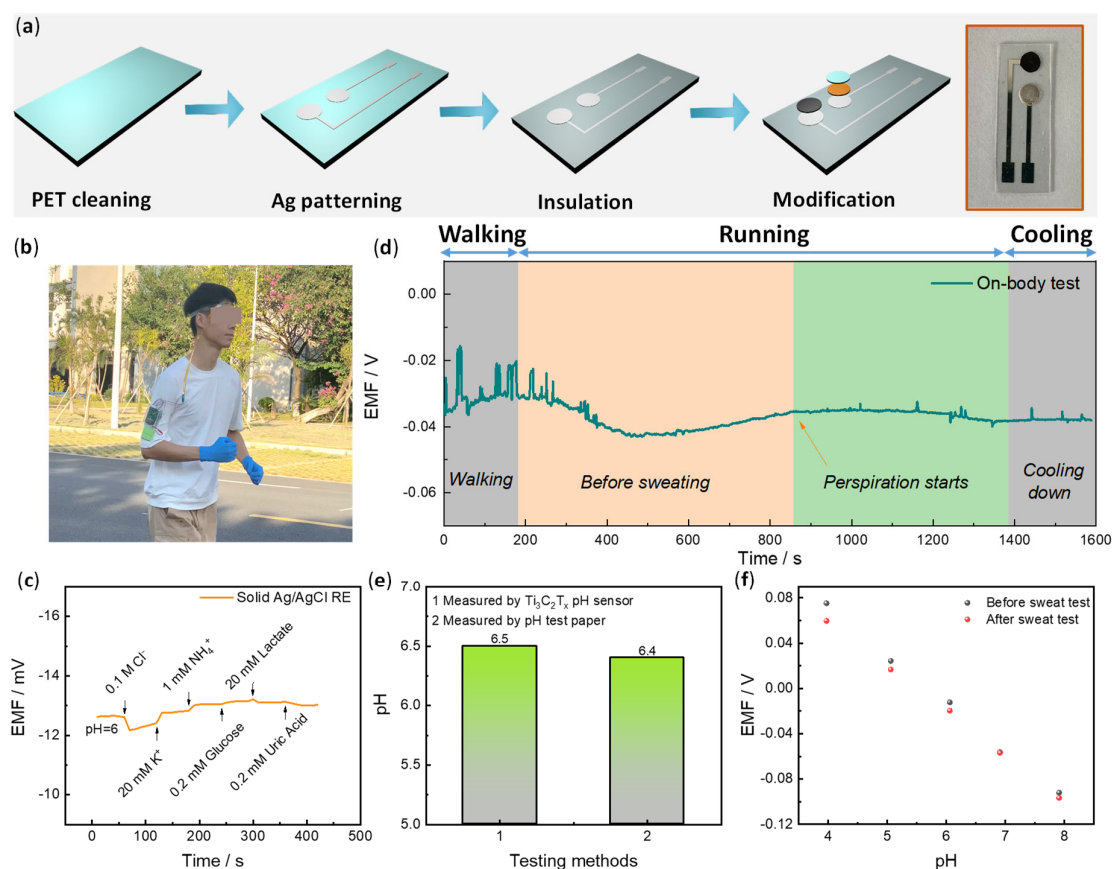 (a)
PET cleaning
Ag patterning
Insulation
Modification
(b)
(d)
Walking
Running
Cooling
0.00
-0.02
-0.04
-0.06
EMF / V
On-body test
Walking
Before sweating
Perspiration starts
Cooling
down
0
200
400
600
800
1000
1200
1400
1600
Time / s
(c)
Solid Ag/AgCl RE
-16
-14
-12
-10
EMF / mV
pH=6
0.1 M Cl⁻
20 mM K⁺
1 mM NH₄⁺
0.2 mM Glucose
20 mM Lactate
0.2 mM Uric Acid
0
100
200
300
400
500
Time / s
(e)
1 Measured by Ti₃C₂Tₓ pH sensor
2 Measured by pH test paper
7.0
6.5
6.0
5.5
5.0
pH
6.5
6.4
1
2
Testing methods
(f)
Before sweat test
After sweat test
0.08
0.04
0.00
-0.04
-0.08
-0.12
EMF / V
4
5
6
7
8
pH